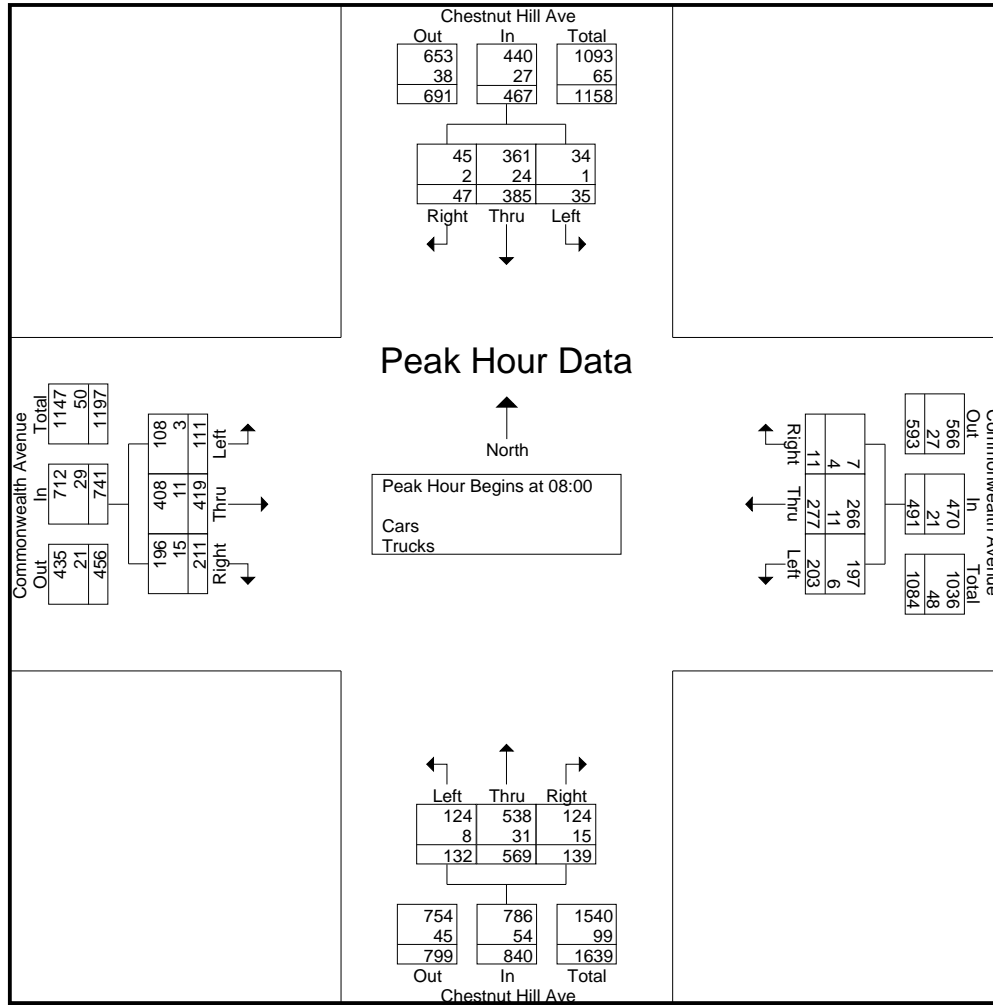 Chestnut Hill Ave
Out In Total
653 440 1093
38 27 65
691 467 1158
45 361 34
2 24 1
47 385 35
Right Thru Left
Peak Hour Data
North
Peak Hour Begins at 08:00
Cars
Trucks
Commonwealth Avenue
Total In Out
1147 712 435
50 29 21
1197 741 456
108 408 196
3 11 15
111 419 211
Left Thru Right
Commonwealth Avenue
Out In Total
566 470 1036
27 21 48
593 491 1084
7 266 197
4 11 6
11 277 203
Right Thru Left
Left Thru Right
124 538 124
8 31 15
132 569 139
754 786 1540
45 54 99
799 840 1639
Out In Total
Chestnut Hill Ave